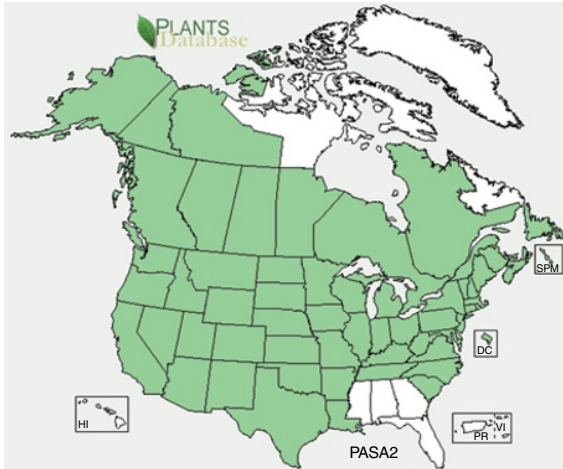 PLANTS
Database
SPM
DC
HI
PR
VI
PASA2